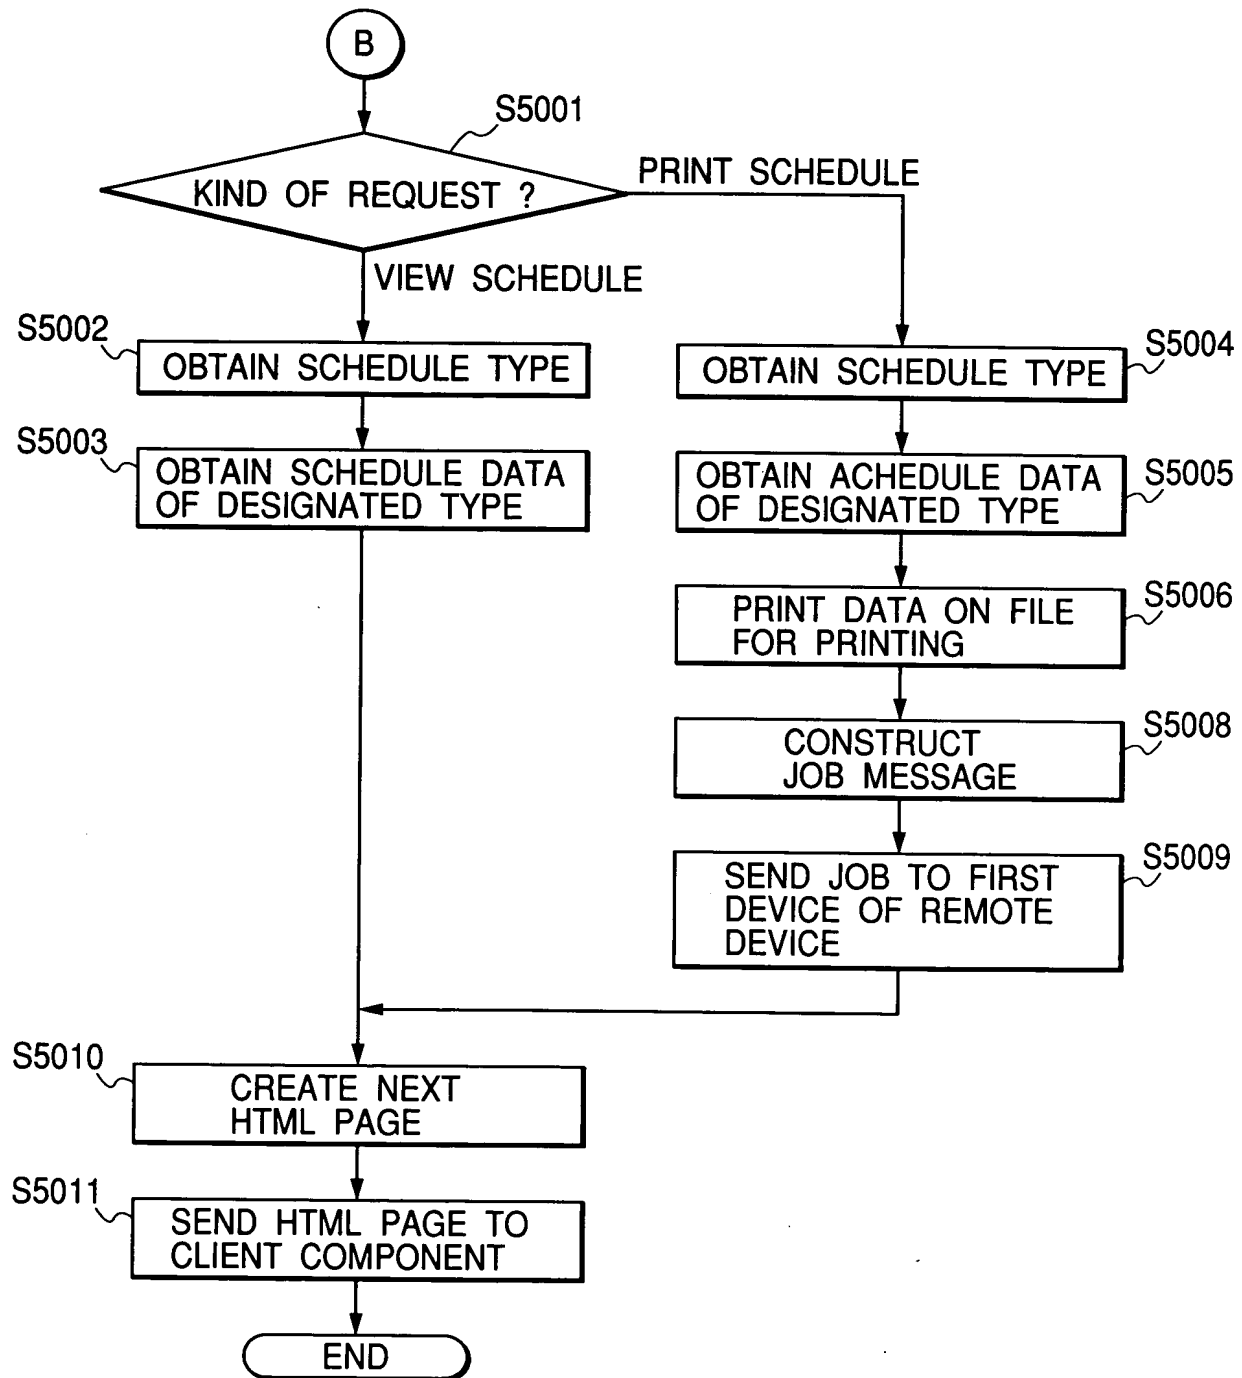 B
S5001
KIND OF REQUEST ?
PRINT SCHEDULE
VIEW SCHEDULE
S5002
OBTAIN SCHEDULE TYPE
S5003
OBTAIN SCHEDULE DATA
OF DESIGNATED TYPE
S5004
OBTAIN SCHEDULE TYPE
S5005
OBTAIN ACHEDULE DATA
OF DESIGNATED TYPE
S5006
PRINT DATA ON FILE
FOR PRINTING
S5008
CONSTRUCT
JOB MESSAGE
S5009
SEND JOB TO FIRST
DEVICE OF REMOTE
DEVICE
S5010
CREATE NEXT
HTML PAGE
S5011
SEND HTML PAGE TO
CLIENT COMPONENT
END